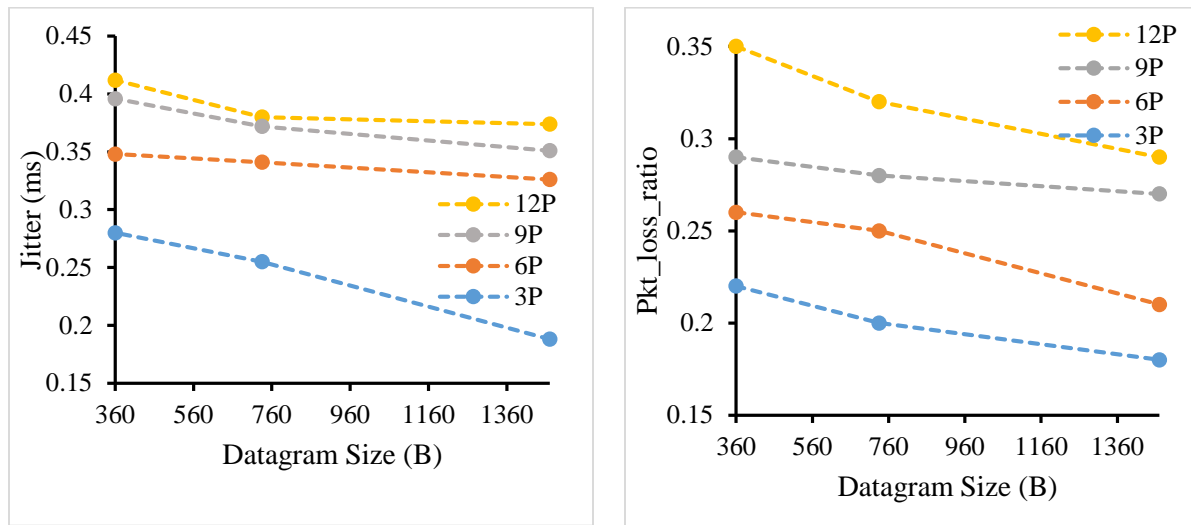 0.45
0.4
0.35
0.3
0.25
0.2
0.15
Jitter (ms)
360 560 760 960 1160 1360
Datagram Size (B)
12P
9P
6P
3P
0.35
0.3
0.25
0.2
0.15
Pkt_loss_ratio
360 560 760 960 1160 1360
Datagram Size (B)
12P
9P
6P
3P